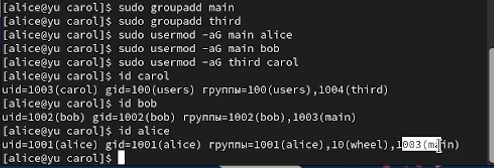 [alice@yu carol]$ sudo groupadd main
[alice@yu carol]$ sudo groupadd third
[alice@yu carol]$ sudo usermod -aG main alice
[alice@yu carol]$ sudo usermod -aG main bob
[alice@yu carol]$ sudo usermod -aG third carol
[alice@yu carol]$ id carol
uid=1003(carol) gid=100(users) группы=100(users),1004(third)
[alice@yu carol]$ id bob
uid=1002(bob) gid=1002(bob) группы=1002(bob),1003(main)
[alice@yu carol]$ id alice
uid=1001(alice) gid=1001(alice) группы=1001(alice),10(wheel),1003(main)
[alice@yu carol]$